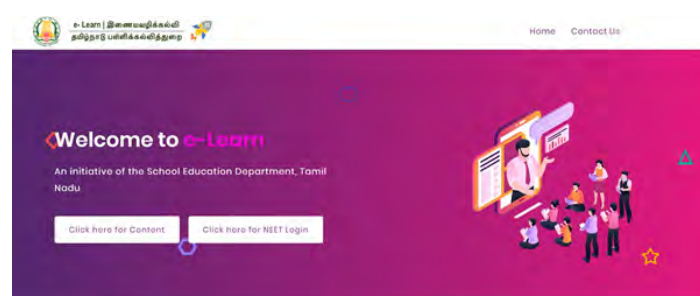 e- Learn | இணையவழிக்கல்வி
தமிழ்நாடு பள்ளிக்கல்வித்துறை
Home Contact Us
Welcome to e-Learn
An initiative of the School Education Department, Tamil
Nadu
Click here for Content Click here for NEET Login